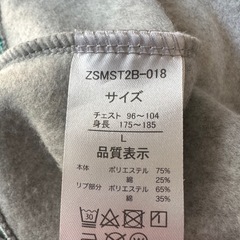 ZSMST2B-018
サイズ
チェスト 96~104
身長 175~185
L
品質表示
本体 ポリエステル 75%
綿 25%
リブ部分 ポリエステル 65%
綿 35%
30